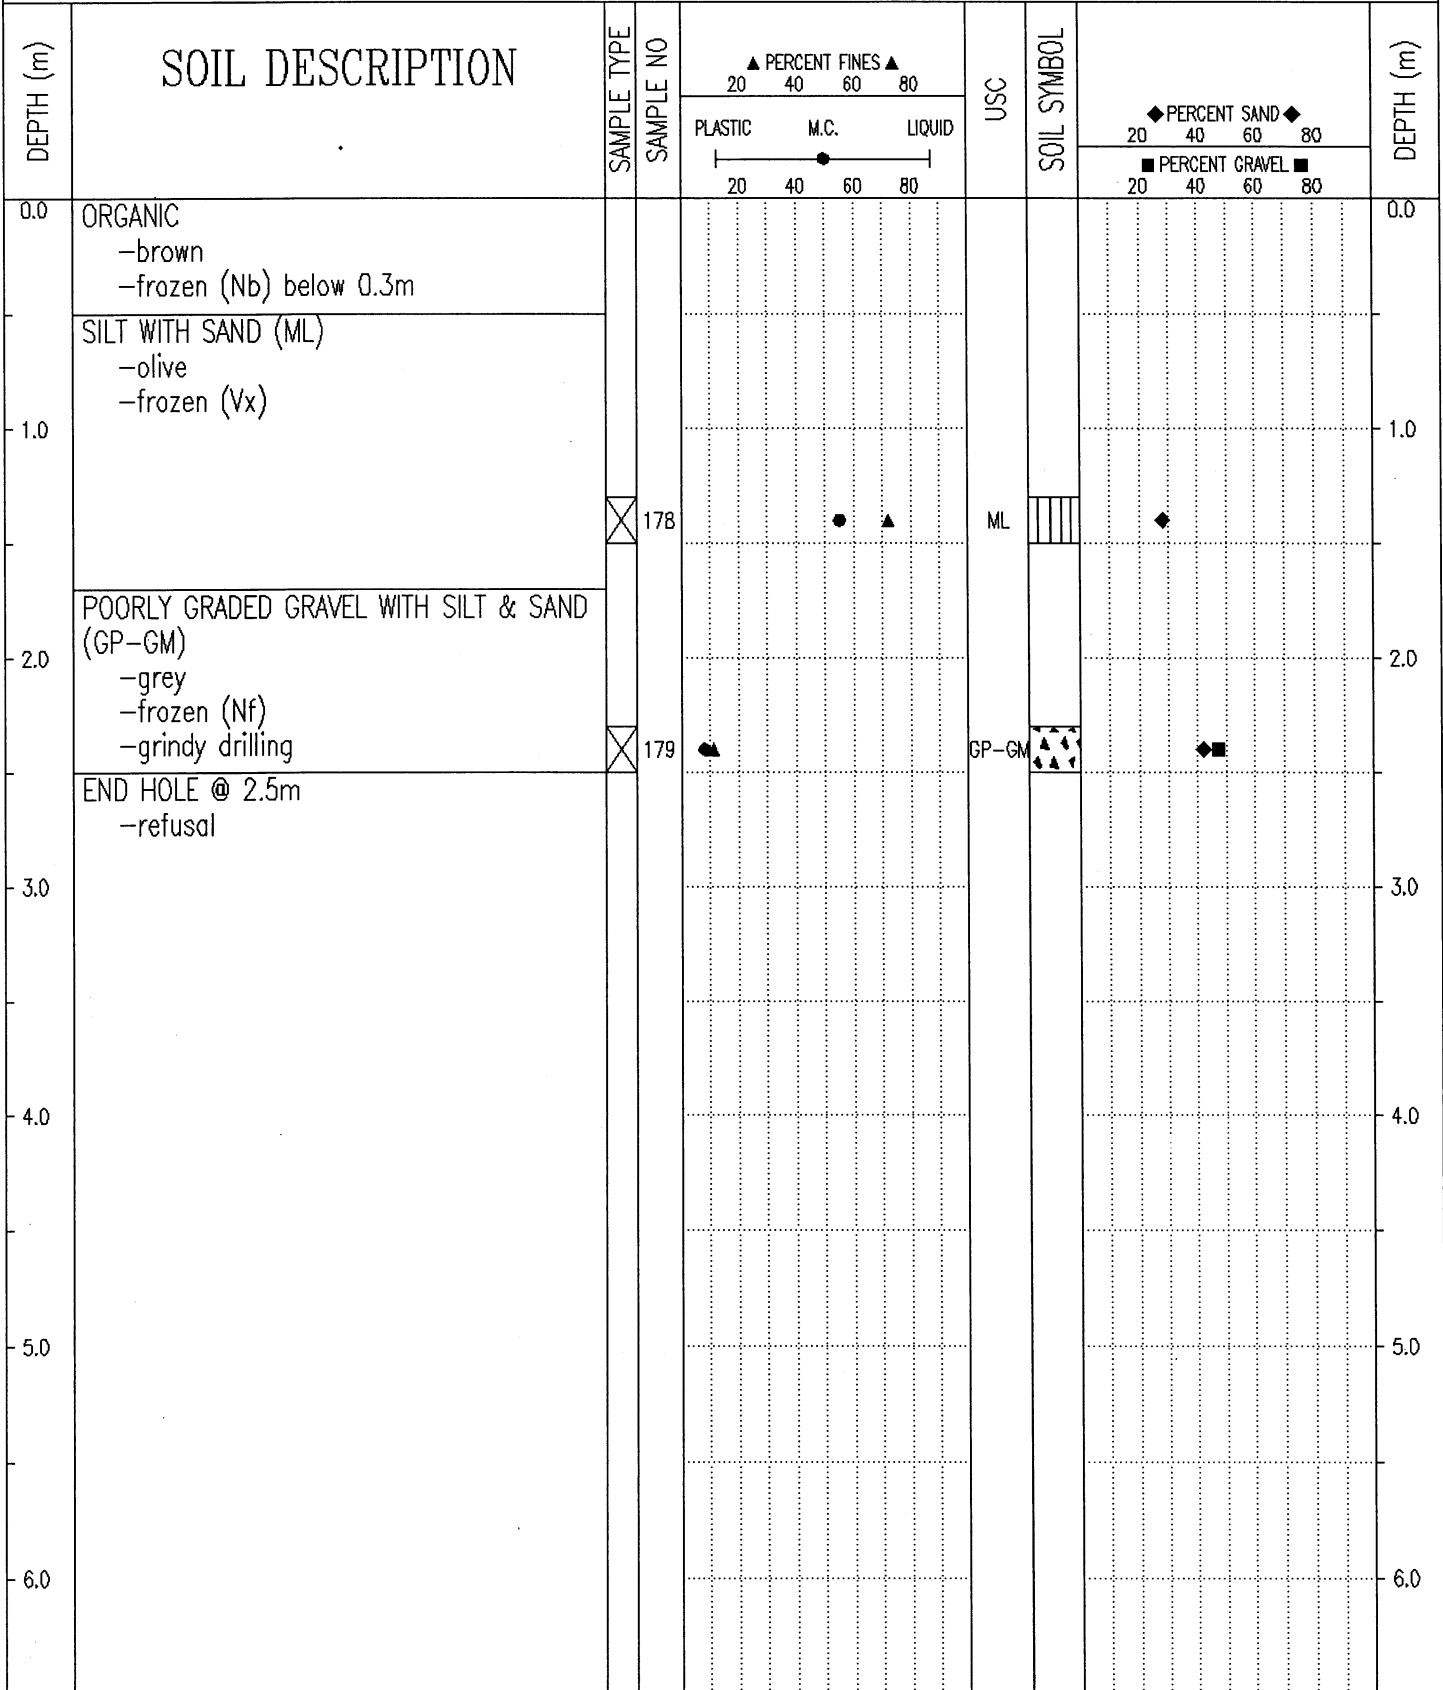 DEPTH (m)
SOIL DESCRIPTION
SAMPLE TYPE
SAMPLE NO
▲ PERCENT FINES ▲
20 40 60 80
PLASTIC M.C. LIQUID
20 40 60 80
USC
SOIL SYMBOL
◆ PERCENT SAND ◆
20 40 60 80
■ PERCENT GRAVEL ■
20 40 60 80
DEPTH (m)
0.0
ORGANIC
0.0
-brown
-frozen (Nb) below 0.3m
SILT WITH SAND (ML)
-olive
-frozen (Vx)
1.0
1.0
178
ML
POORLY GRADED GRAVEL WITH SILT & SAND
(GP-GM)
2.0
2.0
-grey
-frozen (Nf)
-grindy drilling
179
GP-GM
END HOLE @ 2.5m
-refusal
3.0
3.0
4.0
4.0
5.0
5.0
6.0
6.0